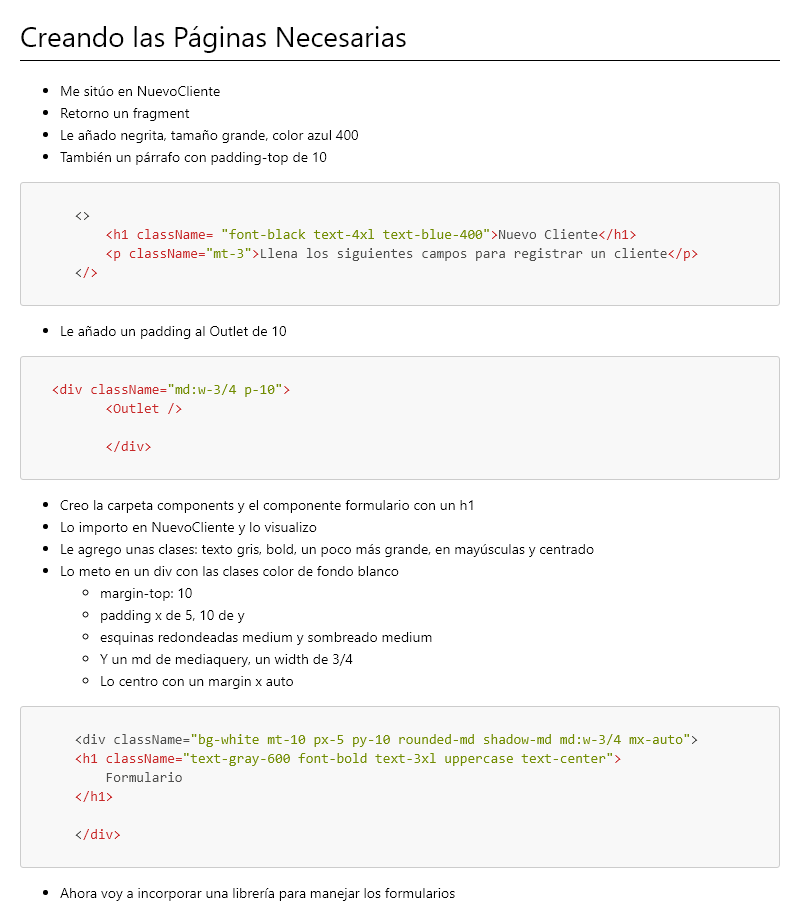 Creando las Páginas Necesarias
• Me sitúo en NuevoCliente
• Retorno un fragment
• Le añado negrita, tamaño grande, color azul 400
• También un párrafo con padding-top de 10
<>
<h1 className= "font-black text-4xl text-blue-400">Nuevo Cliente</h1>
<p className="mt-3">Llena los siguientes campos para registrar un cliente</p>
</>
• Le añado un padding al Outlet de 10
<div className="md:w-3/4 p-10">
<Outlet />
</div>
• Creo la carpeta components y el componente formulario con un h1
• Lo importo en NuevoCliente y lo visualizo
• Le agrego unas clases: texto gris, bold, un poco más grande, en mayúsculas y centrado
• Lo meto en un div con las clases color de fondo blanco
◦ margin-top: 10
◦ padding x de 5, 10 de y
◦ esquinas redondeadas medium y sombreado medium
◦ Y un md de mediaquery, un width de 3/4
◦ Lo centro con un margin x auto
<div className="bg-white mt-10 px-5 py-10 rounded-md shadow-md md:w-3/4 mx-auto">
<h1 className="text-gray-600 font-bold text-3xl uppercase text-center">
Formulario
</h1>
</div>
• Ahora voy a incorporar una librería para manejar los formularios